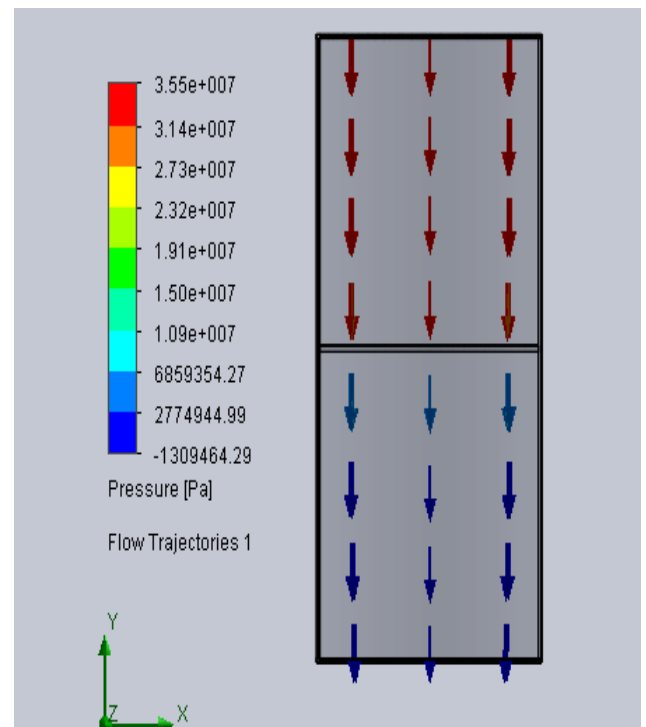 3.55e+007
3.14e+007
2.73e+007
2.32e+007
1.91e+007
1.50e+007
1.09e+007
6859354.27
2774944.99
-1309464.29
Pressure [Pa]
Flow Trajectories 1
Y
Z X